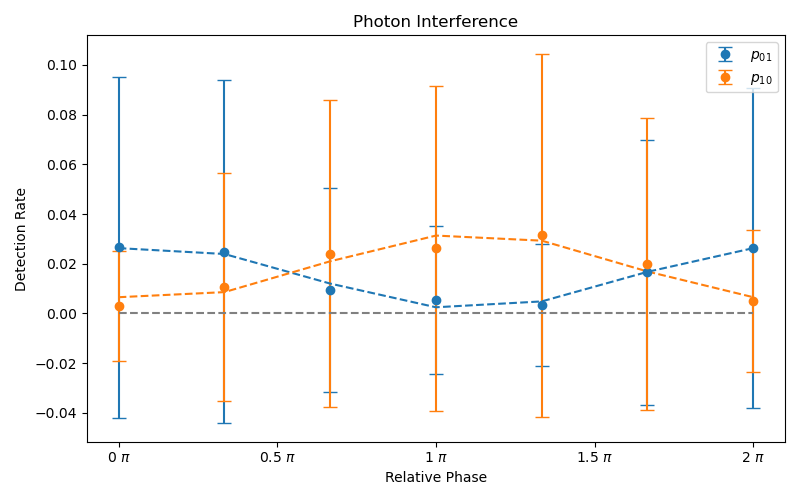 Photon Interference
p01
p10
Detection Rate
0.10
0.08
0.06
0.04
0.02
0.00
−0.02
−0.04
0 π
0.5 π
1 π
1.5 π
2 π
Relative Phase